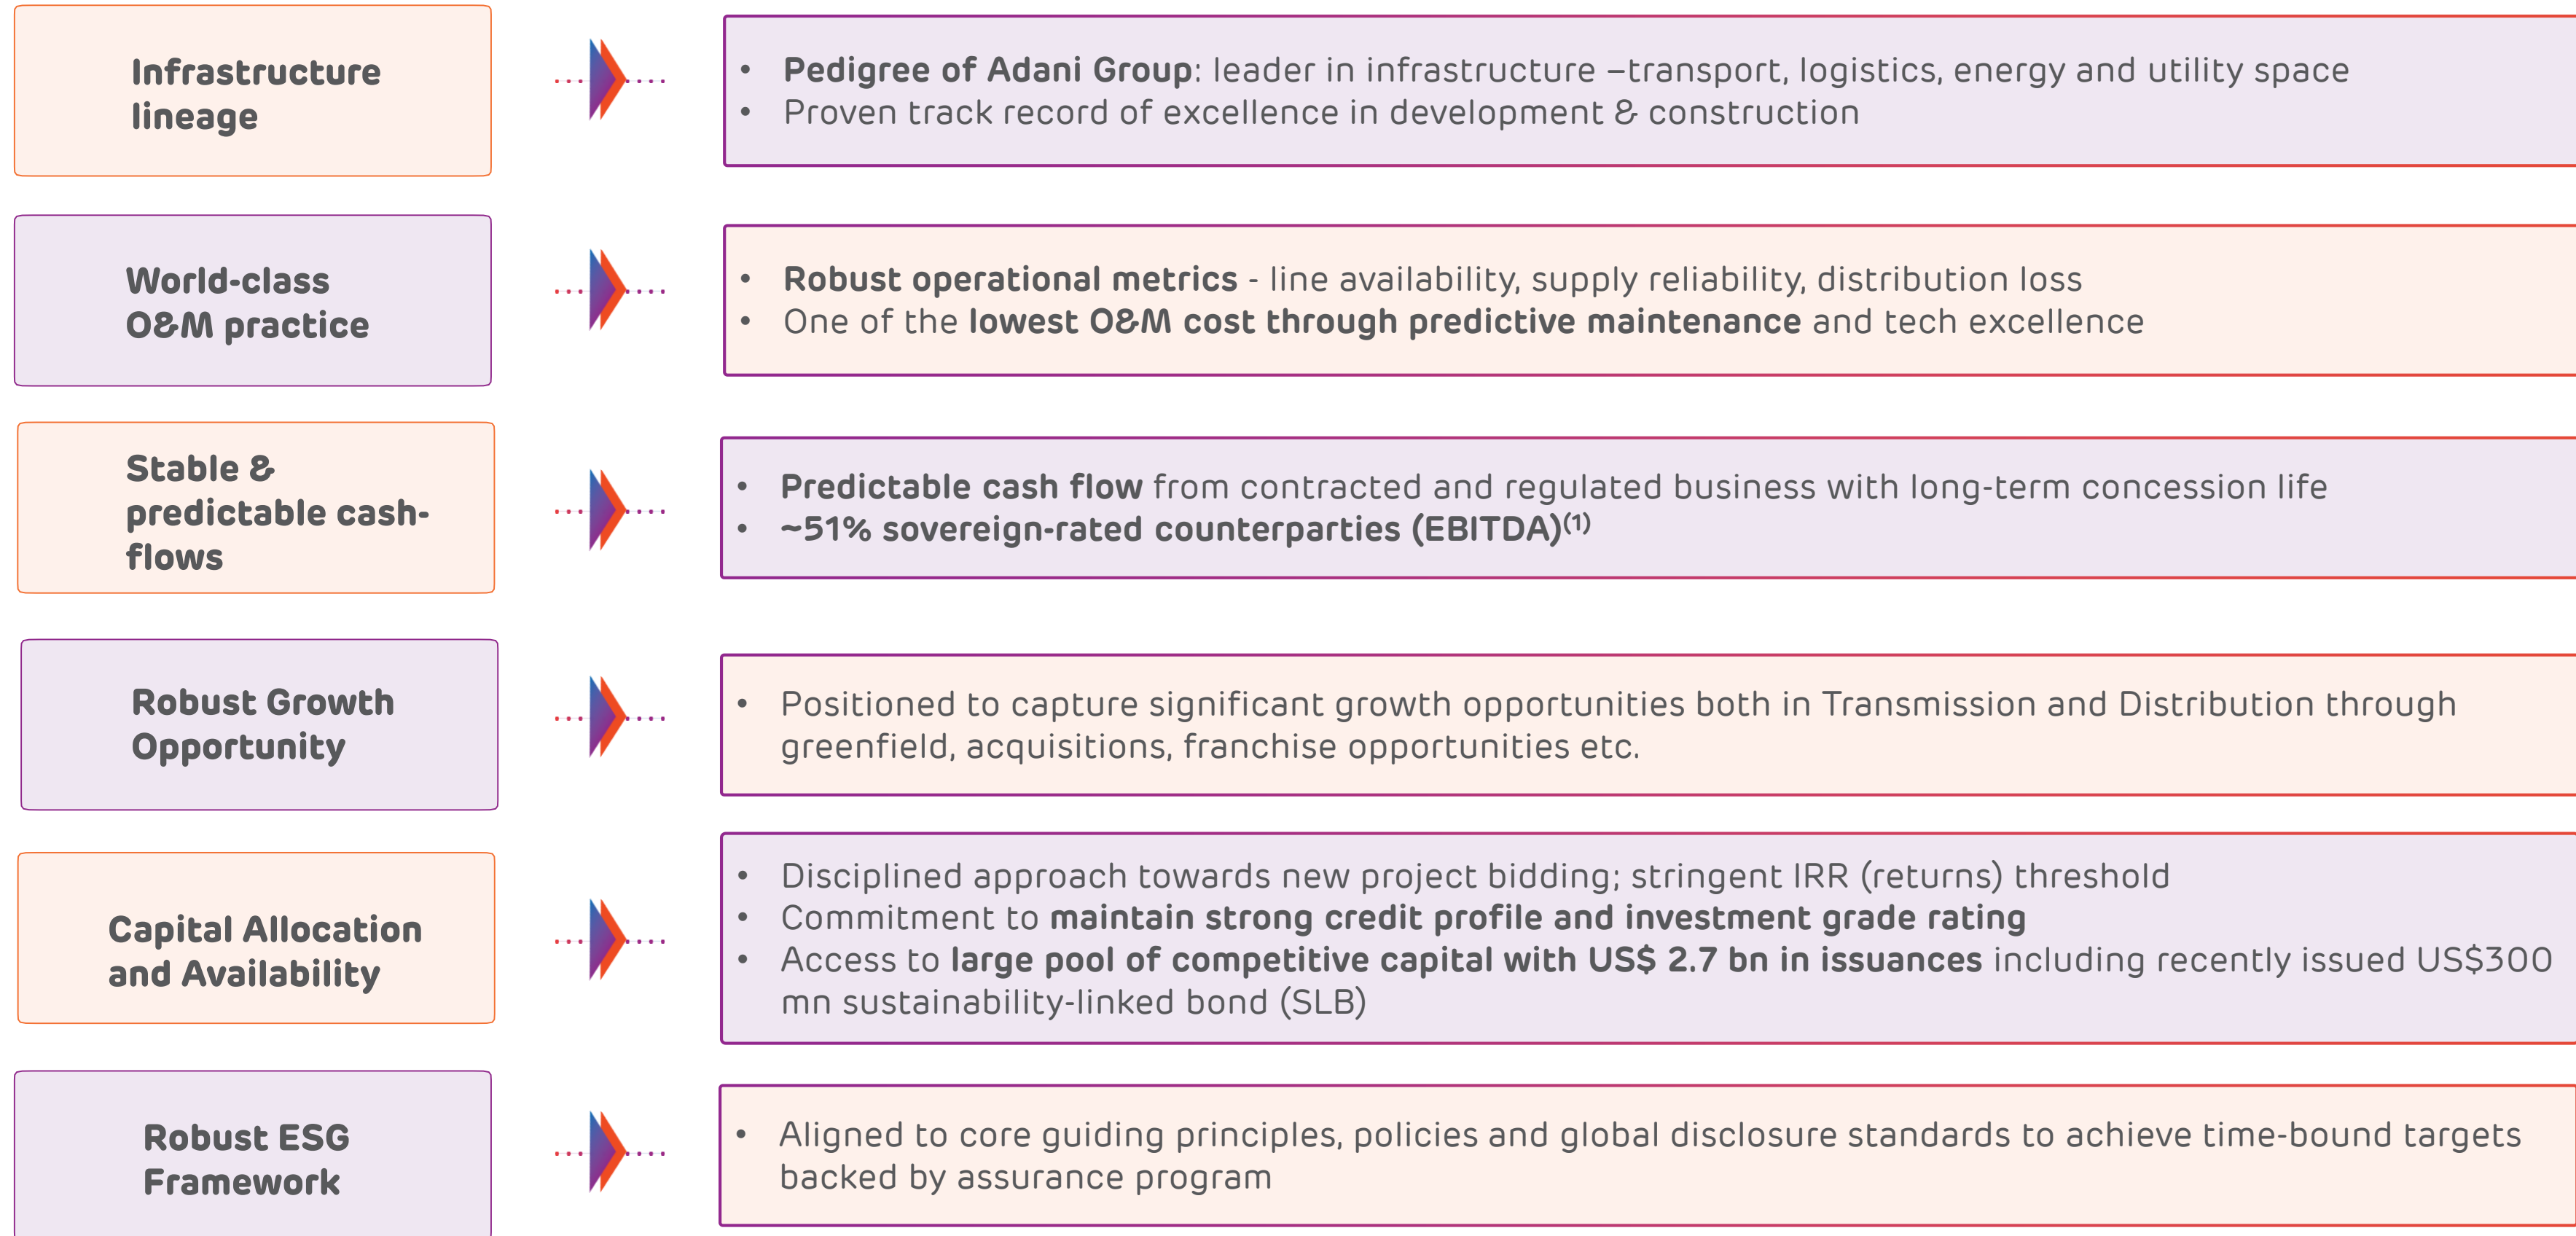 Infrastructure
lineage
• Pedigree of Adani Group: leader in infrastructure –transport, logistics, energy and utility space
• Proven track record of excellence in development & construction
World-class
O&M practice
• Robust operational metrics - line availability, supply reliability, distribution loss
• One of the lowest O&M cost through predictive maintenance and tech excellence
Stable &
predictable cash-
flows
• Predictable cash flow from contracted and regulated business with long-term concession life
• ~51% sovereign-rated counterparties (EBITDA)(1)
Robust Growth
Opportunity
• Positioned to capture significant growth opportunities both in Transmission and Distribution through
greenfield, acquisitions, franchise opportunities etc.
Capital Allocation
and Availability
• Disciplined approach towards new project bidding; stringent IRR (returns) threshold
• Commitment to maintain strong credit profile and investment grade rating
• Access to large pool of competitive capital with US$ 2.7 bn in issuances including recently issued US$300
mn sustainability-linked bond (SLB)
Robust ESG
Framework
• Aligned to core guiding principles, policies and global disclosure standards to achieve time-bound targets
backed by assurance program